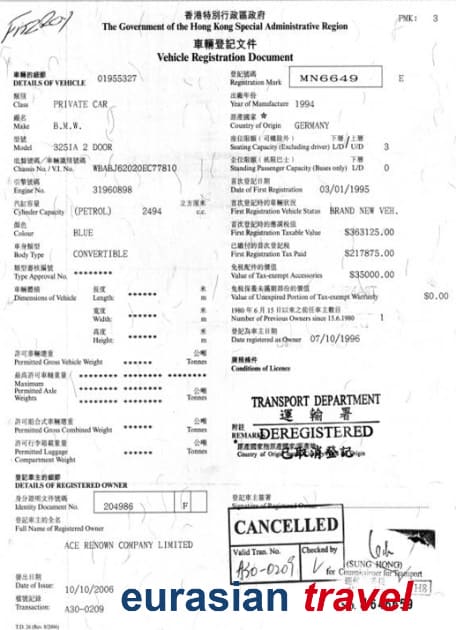 Fitzroy
香港特別行政區政府
PMK: 3
The Government of the Hong Kong Special Administrative Region
車輛登記文件
Vehicle Registration Document
車輛的細節
DETAILS OF VEHICLE 01955327
登記號碼
Registration Mark MN6649 E
類別
Class PRIVATE CAR
出廠年份
Year of Manufacture 1994
廠名
Make B.M.W.
原產國家 *
Country of Origin GERMANY
型號
Model 325IA 2 DOOR
座位限額（司機除外） 下層/上層
Seating Capacity (Excluding Driver) L/D U/D 3
底盤號碼/車輛識別號碼
Chassis No./V.I. No. WBABJ62020EC77810
企位限額（祇限巴士） 下層
Standing Passenger Capacity (Buses only) L/D 0
引擎號碼
Engine No. 31960898
首次登記日期
Date of First Registration 03/01/1995
汽缸容量 立方厘米
Cylinder Capacity (PETROL) 2494 c.c.
首次登記時的車輛狀況
First Registration Vehicle Status BRAND NEW VEH.
顏色
Colour BLUE
首次登記時的應課稅值
First Registration Taxable Value $363125.00
車身類型
Body Type CONVERTIBLE
已繳付的首次登記稅
First Registration Tax Paid $217875.00
類型審核編號
Type Approval No. ********
免稅配件的價值
Value of Tax-exempt Accessories $35000.00
車輛體積 長度 米
Dimensions of Vehicle Length: ****** m
免稅保養未屆期部份的價值
Value of Unexpired Portion of Tax-exempt Warranty $0.00
寬度 米
Width: ****** m
1980 年 6 月 15 日以來之前任車主數目
Number of Previous Owners since 15.6.1980 1
高度 米
Height: ****** m
登記為車主日期
Date registered as Owner 07/10/1996
許可車輛總重 公噸
Permitted Gross Vehicle Weight ****** Tonnes
領牌條件
Conditions of Licence
最高許可車軸重量 ******** ******** ********
Maximum
Permitted Axle ******** ********
Weights Tonnes
許可組合式車輛總重 公噸
Permitted Gross Combined Weight ****** Tonnes
許可行李廂載重量 公噸
Permitted Luggage ****** Tonnes
Compartment Weight
TRANSPORT DEPARTMENT
運輸署
附註
REMARK
DEREGISTERED
已取消登記
Country of Origin
登記車主的細節
DETAILS OF REGISTERED OWNER
身分證明文件號碼
Identity Document No. 204986 F
登記車主簽署
Signature of Registered Owner
登記車主的全名
Full Name of Registered Owner
ACE RENOWN COMPANY LIMITED
CANCELLED
Valid Tran. No. Checked by
A30-0209
(SUNG HONG)
for Commissioner for Transport
發出日期
Date of Issue 10/10/2006
檔號記錄
Transaction: A30-0209
eurasian travel
T.D. 26 (Rev. 8/2006)